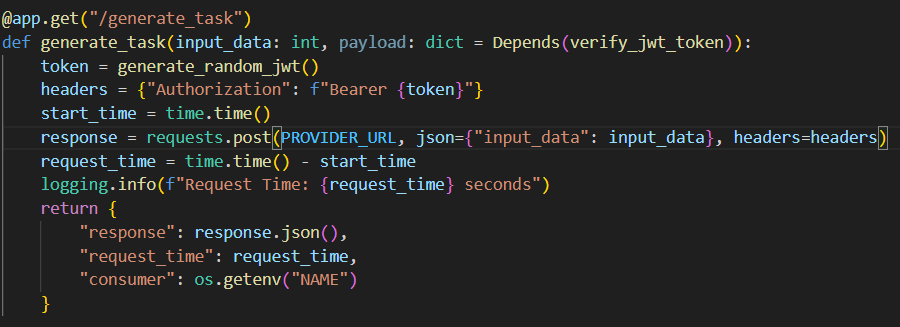 @app.get("/generate_task")
def generate_task(input_data: int, payload: dict = Depends(verify_jwt_token)):
    token = generate_random_jwt()
    headers = {"Authorization": f"Bearer {token}"}
    start_time = time.time()
    response = requests.post(PROVIDER_URL, json={"input_data": input_data}, headers=headers)
    request_time = time.time() - start_time
    logging.info(f"Request Time: {request_time} seconds")
    return {
        "response": response.json(),
        "request_time": request_time,
        "consumer": os.getenv("NAME")
    }